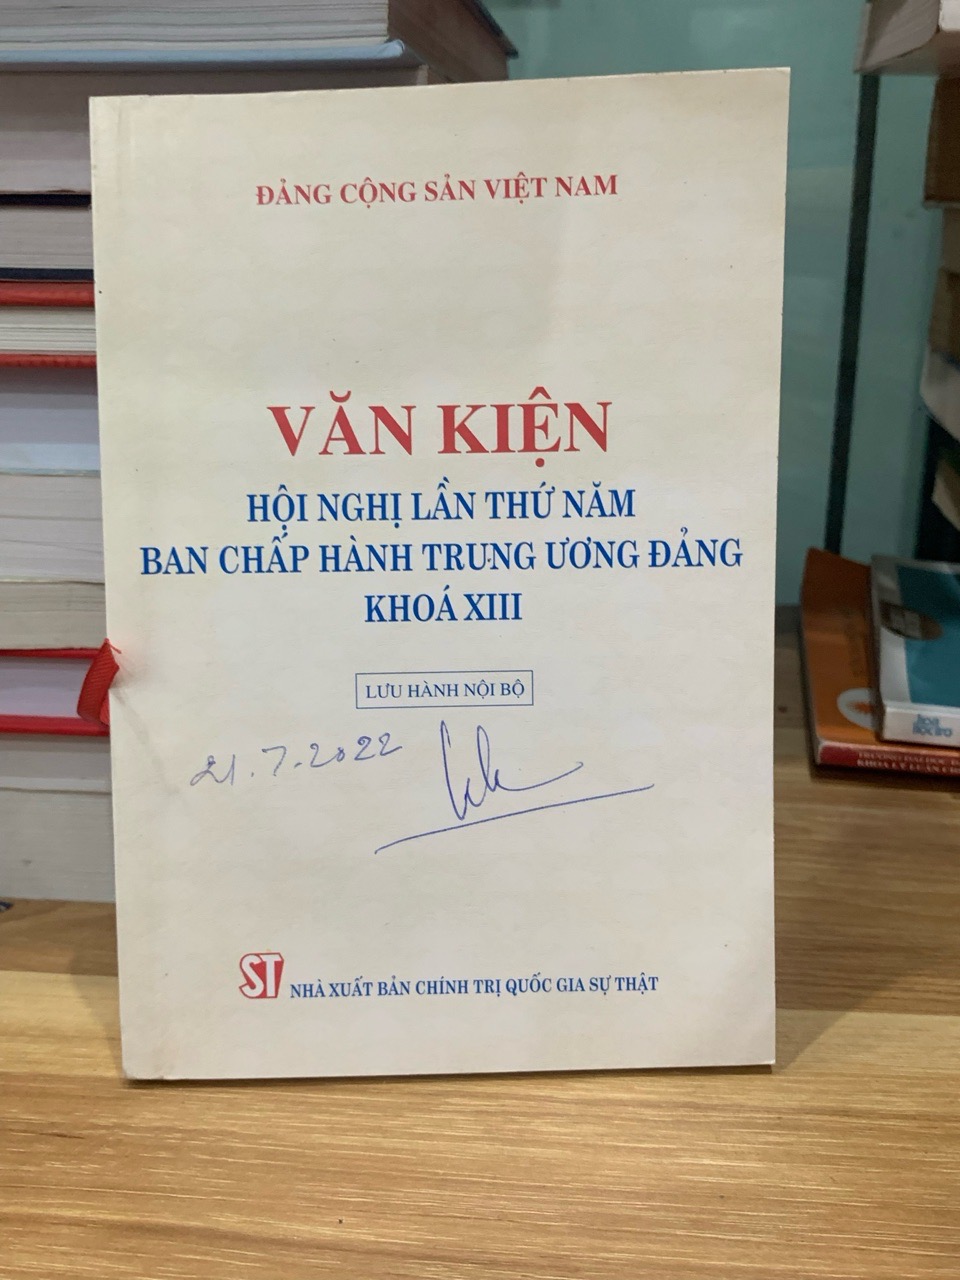 ĐẢNG CỘNG SẢN VIỆT NAM
VĂN KIỆN
HỘI NGHỊ LẦN THỨ NĂM
BAN CHẤP HÀNH TRUNG ƯƠNG ĐẢNG
KHOÁ XIII
LƯU HÀNH NỘI BỘ
21.7.2022
ST NHÀ XUẤT BẢN CHÍNH TRỊ QUỐC GIA SỰ THẬT